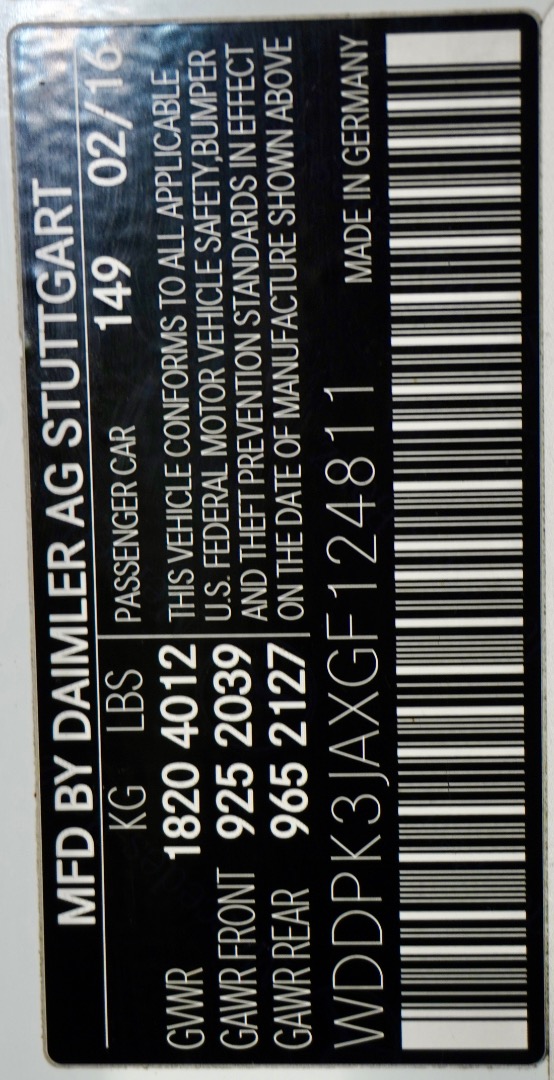 MFD BY DAIMLER AG STUTTGART
KG LBS
GVWR 1820 4012
GAWR FRONT 925 2039
GAWR REAR 965 2127
PASSENGER CAR 149 02/16
THIS VEHICLE CONFORMS TO ALL APPLICABLE
U.S. FEDERAL MOTOR VEHICLE SAFETY,BUMPER
AND THEFT PREVENTION STANDARDS IN EFFECT
ON THE DATE OF MANUFACTURE SHOWN ABOVE
WDDPK3JAXGF124811 MADE IN GERMANY